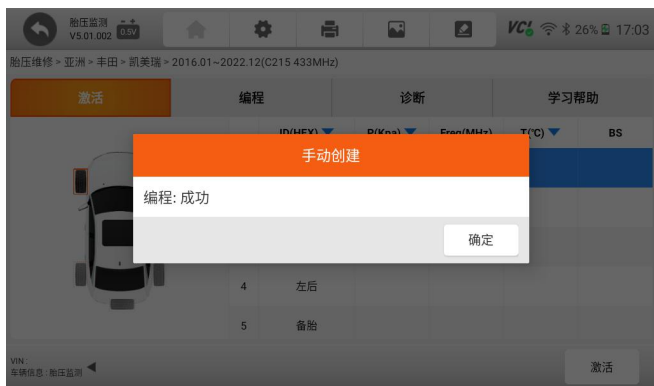 胎压监测
V5.01.002 0.5V VCI 26% 17:03
胎压维修 > 亚洲 > 丰田 > 凯美瑞 > 2016.01~2022.12(C215 433MHz)
激活 编程 诊断 学习帮助
ID(HEX) P(Kpa) Freq(MHz) T(℃) BS
手动创建
编程: 成功
确定
4 左后
5 备胎
VIN:
车辆信息 : 胎压监测
激活